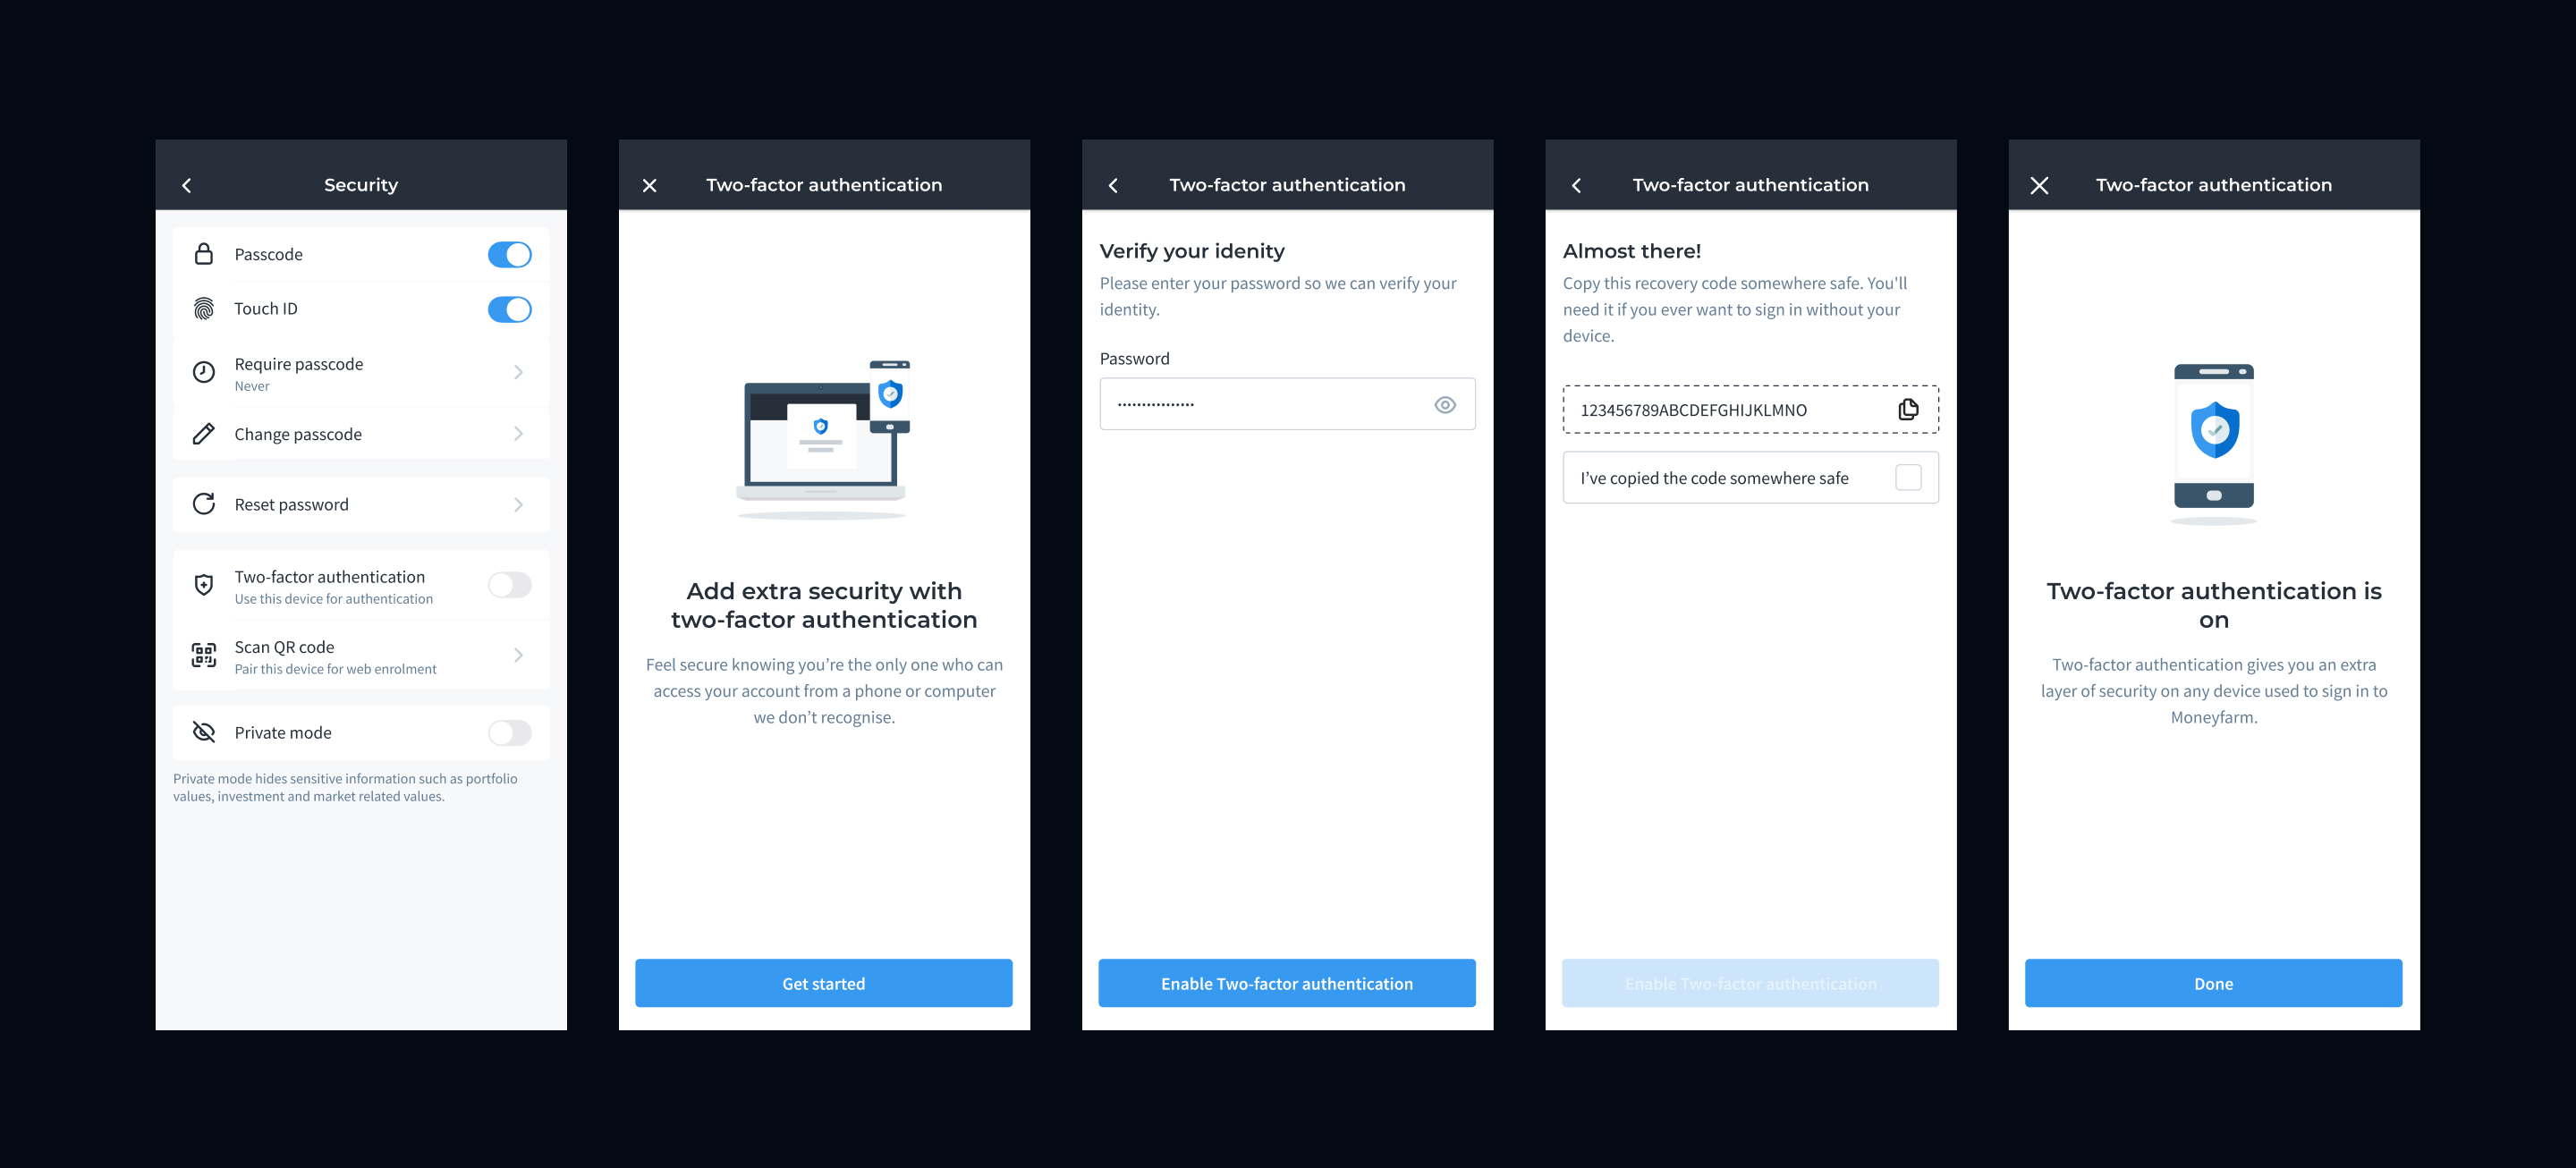 Security
Passcode
Touch ID
Require passcode
Never
Change passcode
Reset password
Two-factor authentication
Use this device for authentication
Scan QR code
Pair this device for web enrolment
Private mode
Private mode hides sensitive information such as portfolio
values, investment and market related values.
Two-factor authentication
Add extra security with
two-factor authentication
Feel secure knowing you’re the only one who can
access your account from a phone or computer
we don’t recognise.
Get started
Two-factor authentication
Verify your idenity
Please enter your password so we can verify your
identity.
Password
Enable Two-factor authentication
Two-factor authentication
Almost there!
Copy this recovery code somewhere safe. You'll
need it if you ever want to sign in without your
device.
123456789ABCDEFGHIJKLMNO
I’ve copied the code somewhere safe
Enable Two-factor authentication
Two-factor authentication
Two-factor authentication is
on
Two-factor authentication gives you an extra
layer of security on any device used to sign in to
Moneyfarm.
Done